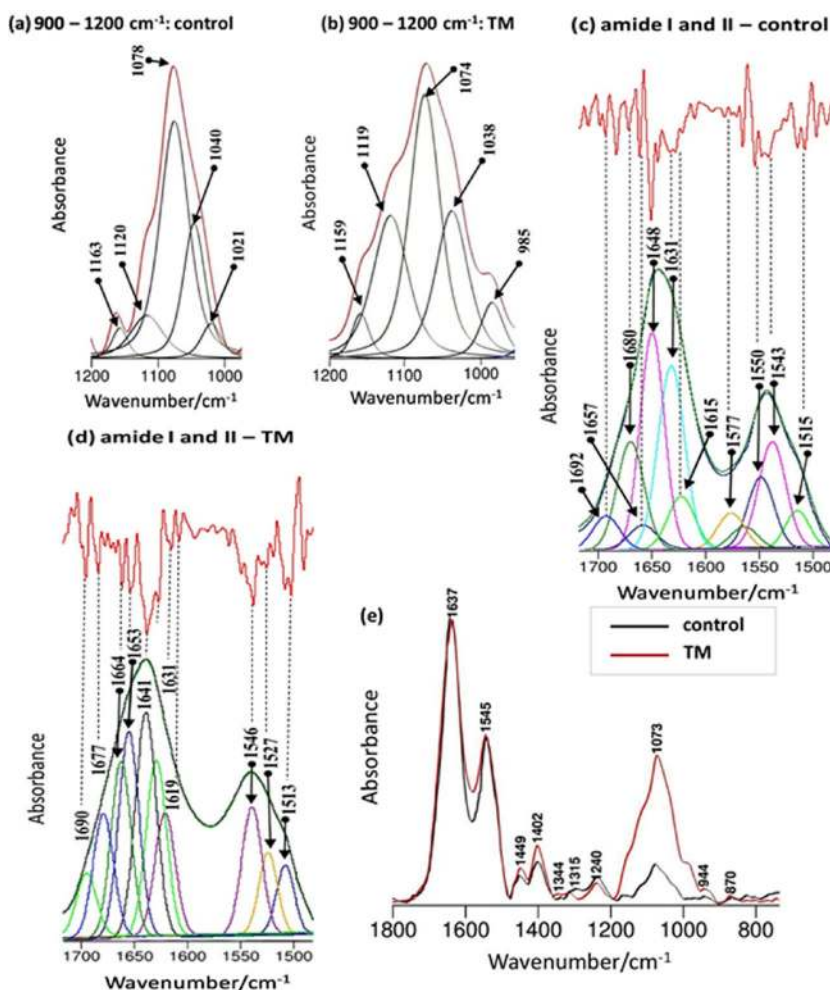 (a) 900 – 1200 cm-1: control
1078
1040
1120
1163
1021
Absorbance
1200 1100 1000
Wavenumber/cm-1
(b) 900 – 1200 cm-1: TM
1074
1119
1038
1159
985
Absorbance
1200 1100 1000
Wavenumber/cm-1
(c) amide I and II – control
1648
1631
1680
1657
1692
1615
1577
1550
1543
1515
Absorbance
1700 1650 1600 1550 1500
Wavenumber/cm-1
(d) amide I and II – TM
1664
1653
1641
1631
1677
1690
1619
1546
1527
1513
Absorbance
1700 1650 1600 1550 1500
Wavenumber/cm-1
(e)
control
TM
1637
1545
1449
1402
1344
1315
1240
1073
944
870
Absorbance
1800 1600 1400 1200 1000 800
Wavenumber/cm-1